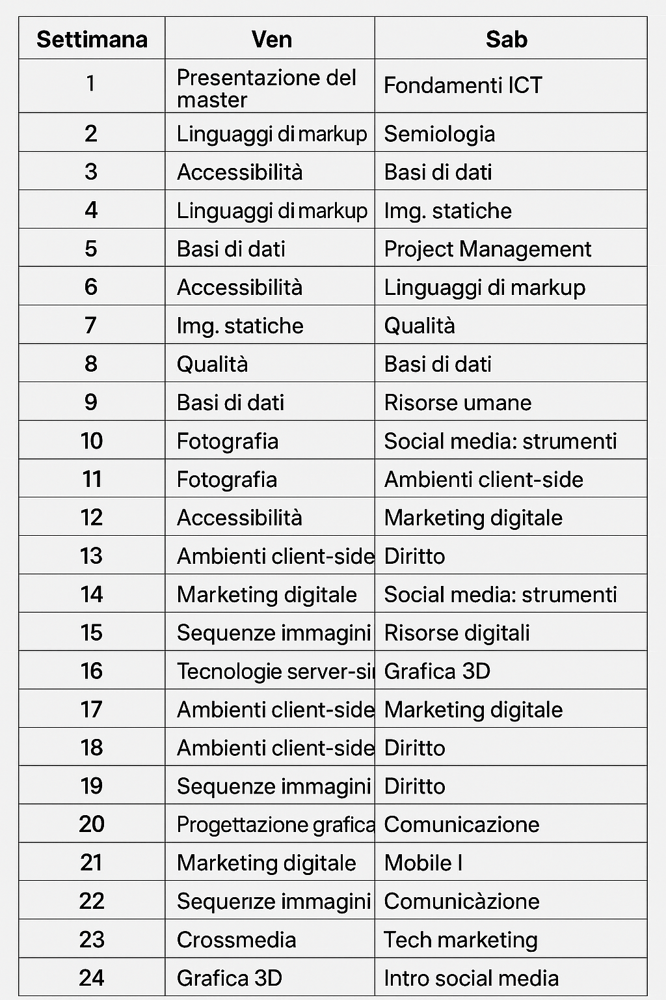 Settimana Ven Sab
1 Presentazione del master Fondamenti ICT
2 Linguaggi di markup Semiologia
3 Accessibilità Basi di dati
4 Linguaggi di markup Img. statiche
5 Basi di dati Project Management
6 Accessibilità Linguaggi di markup
7 Img. statiche Qualità
8 Qualità Basi di dati
9 Basi di dati Risorse umane
10 Fotografia Social media: strumenti
11 Fotografia Ambienti client-side
12 Accessibilità Marketing digitale
13 Ambienti client-side Diritto
14 Marketing digitale Social media: strumenti
15 Sequenze immagini Risorse digitali
16 Tecnologie Grafica 3D
17 Ambienti client-side Marketing digitale
18 Ambienti client-side Diritto
19 Sequenze immagini Diritto
20 Progettazione grafica Comunicazione
21 Marketing digitale Mobile I
22 immagini Comunicàzione
23 Crossmedia Tech marketing
24 Grafica 3D Intro social media